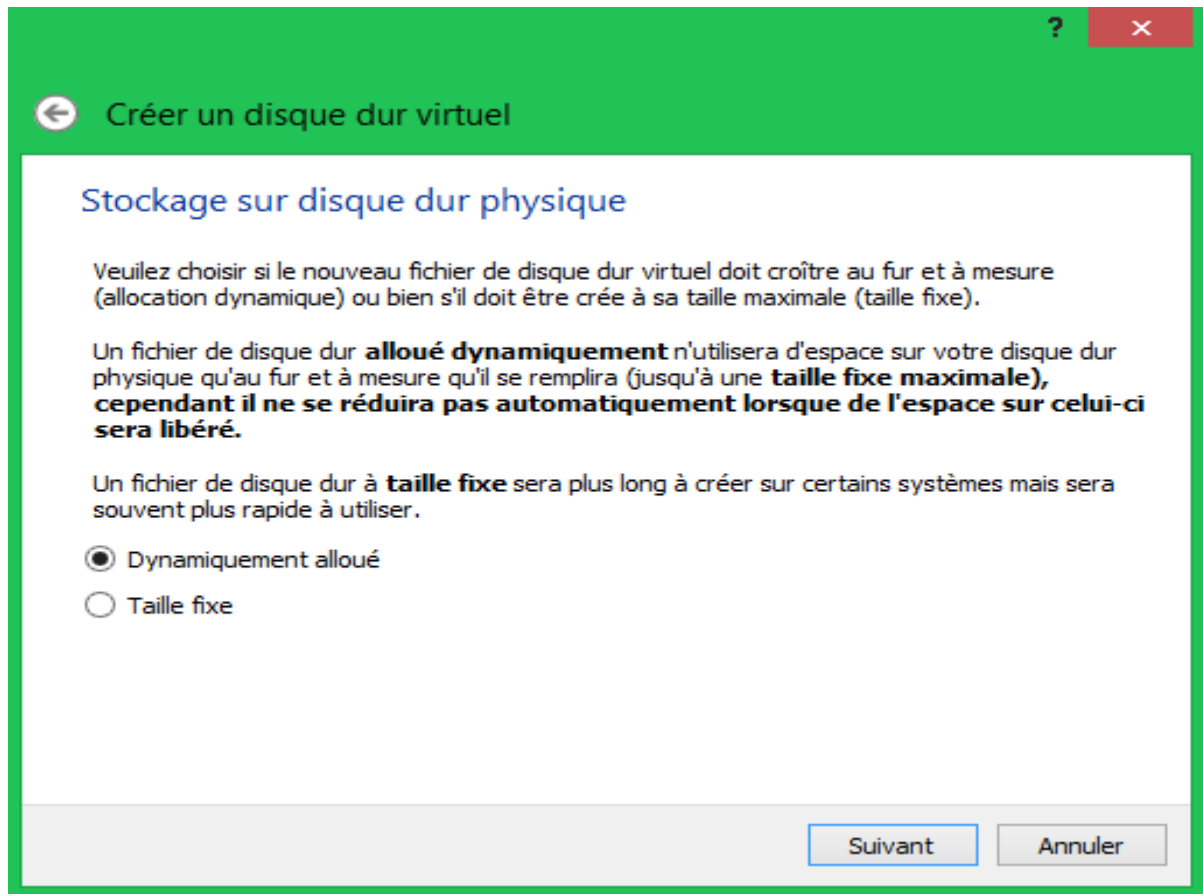 ?
Créer un disque dur virtuel
Stockage sur disque dur physique
Veuilez choisir si le nouveau fichier de disque dur virtuel doit croître au fur et à mesure
(allocation dynamique) ou bien s'il doit être crée à sa taille maximale (taille fixe).
Un fichier de disque dur alloué dynamiquement n'utilisera d'espace sur votre disque dur
physique qu'au fur et à mesure qu'il se remplira (jusqu'à une taille fixe maximale),
cependant il ne se réduira pas automatiquement lorsque de l'espace sur celui-ci
sera libéré.
Un fichier de disque dur à taille fixe sera plus long à créer sur certains systèmes mais sera
souvent plus rapide à utiliser.
Dynamiquement alloué
Taille fixe
Suivant Annuler